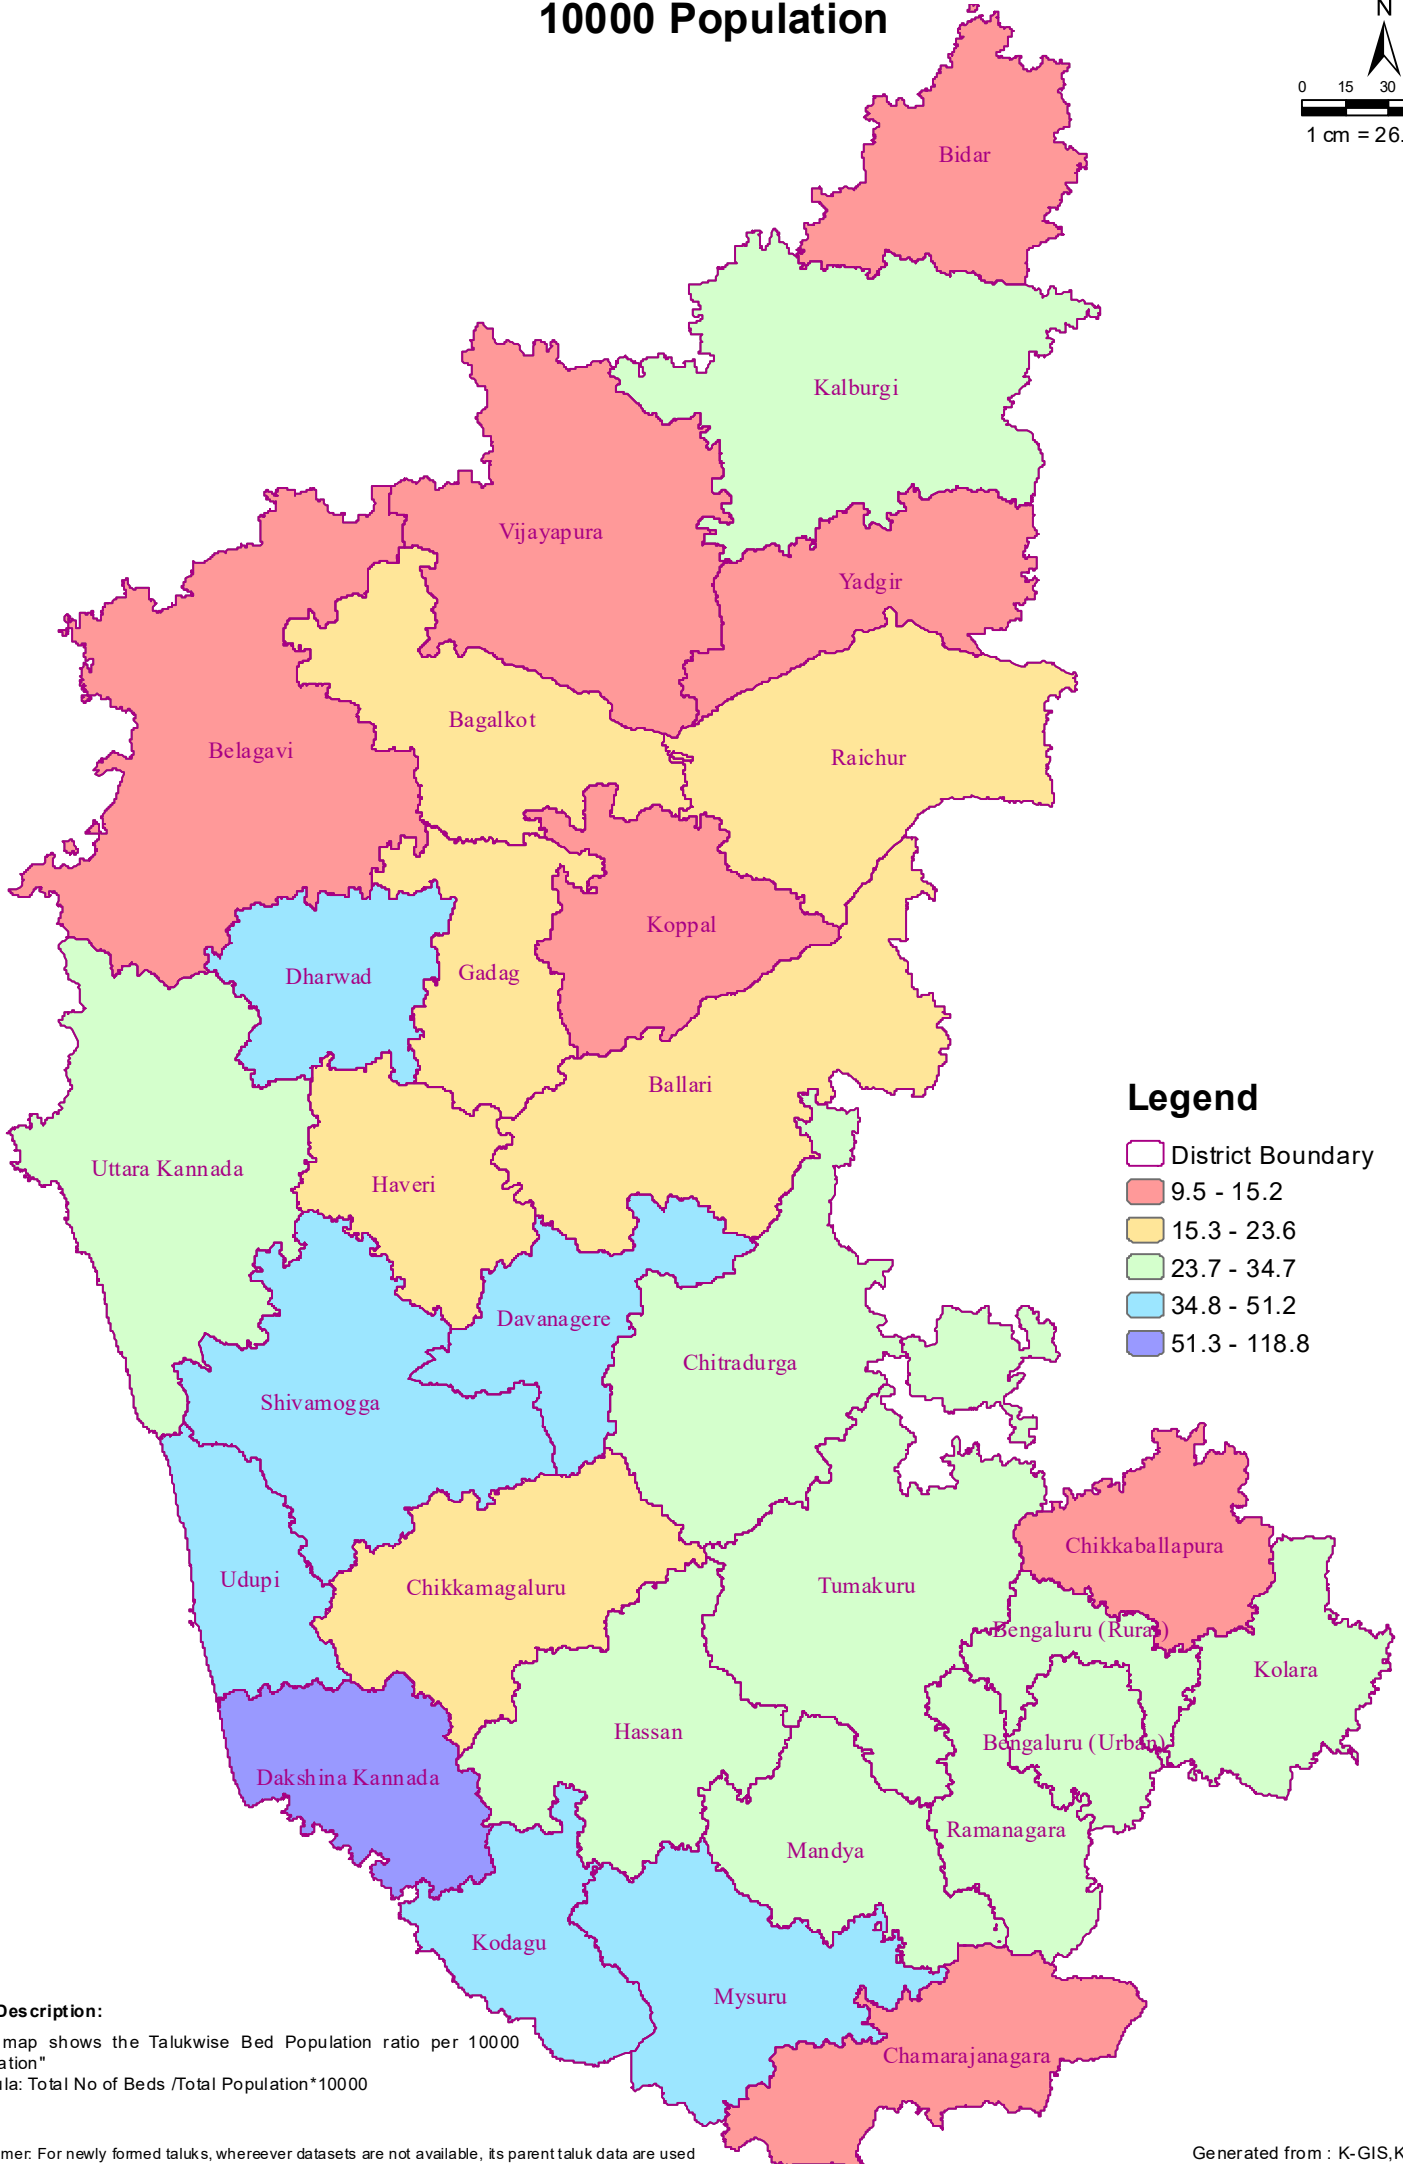 10000 Population
N
0 15 30
1 cm = 26.
Bidar
Kalburgi
Vijayapura
Yadgir
Bagalkot
Belagavi
Raichur
Koppal
Dharwad
Gadag
Ballari
Uttara Kannada
Haveri
Davanagere
Chitradurga
Shivamogga
Legend
District Boundary
9.5 - 15.2
15.3 - 23.6
23.7 - 34.7
34.8 - 51.2
51.3 - 118.8
Chikkaballapura
Udupi
Chikkamagaluru
Tumakuru
Bengaluru (Rural)
Kolara
Hassan
Bengaluru (Urban)
Dakshina Kannada
Ramanagara
Mandya
Kodagu
Mysuru
Chamarajanagara
Description:
map shows the Talukwise Bed Population ratio per 10000
ation"
ula: Total No of Beds /Total Population*10000
mer: For newly formed taluks, whereever datasets are not available, its parent taluk data are used
Generated from : K-GIS,K